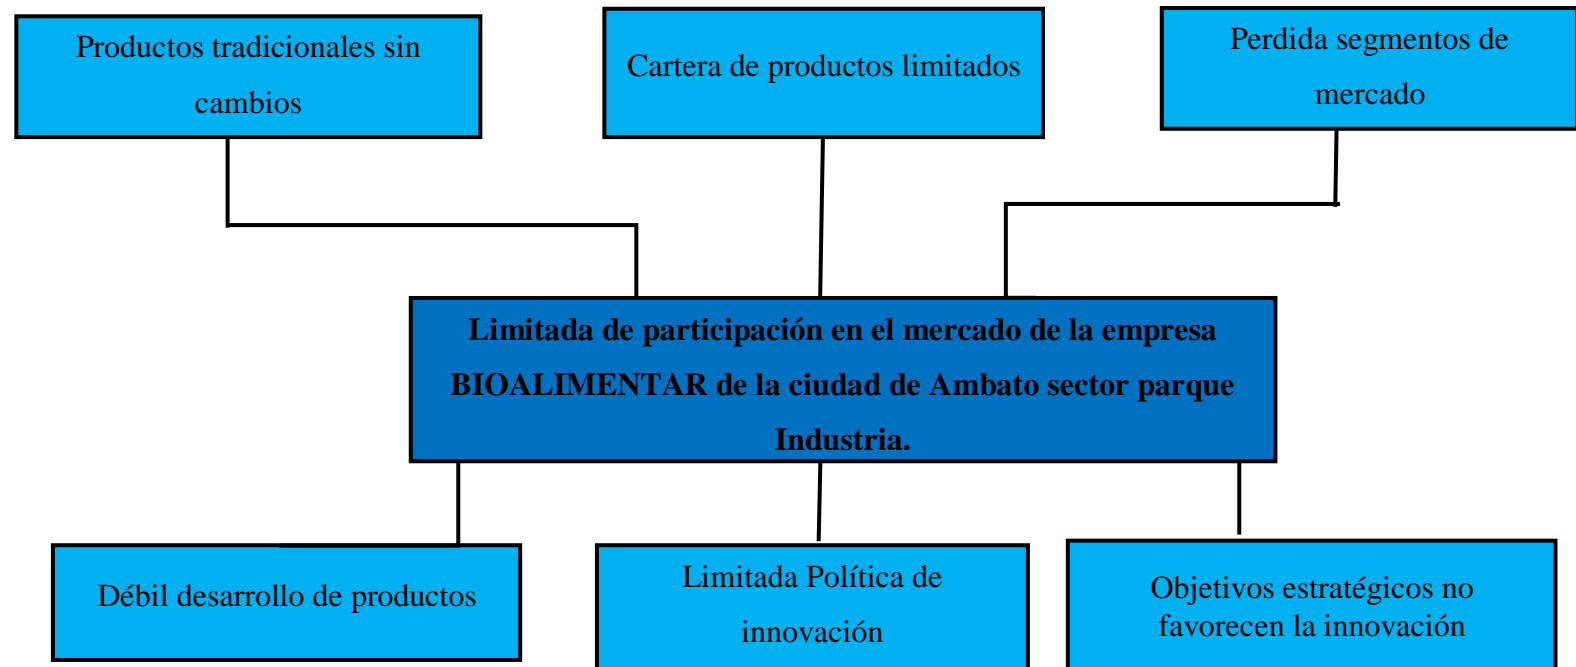 Productos tradicionales sin
cambios
Cartera de productos limitados
Perdida segmentos de
mercado
Limitada de participación en el mercado de la empresa
BIOALIMENTAR de la ciudad de Ambato sector parque
Industria.
Débil desarrollo de productos
Limitada Política de
innovación
Objetivos estratégicos no
favorecen la innovación